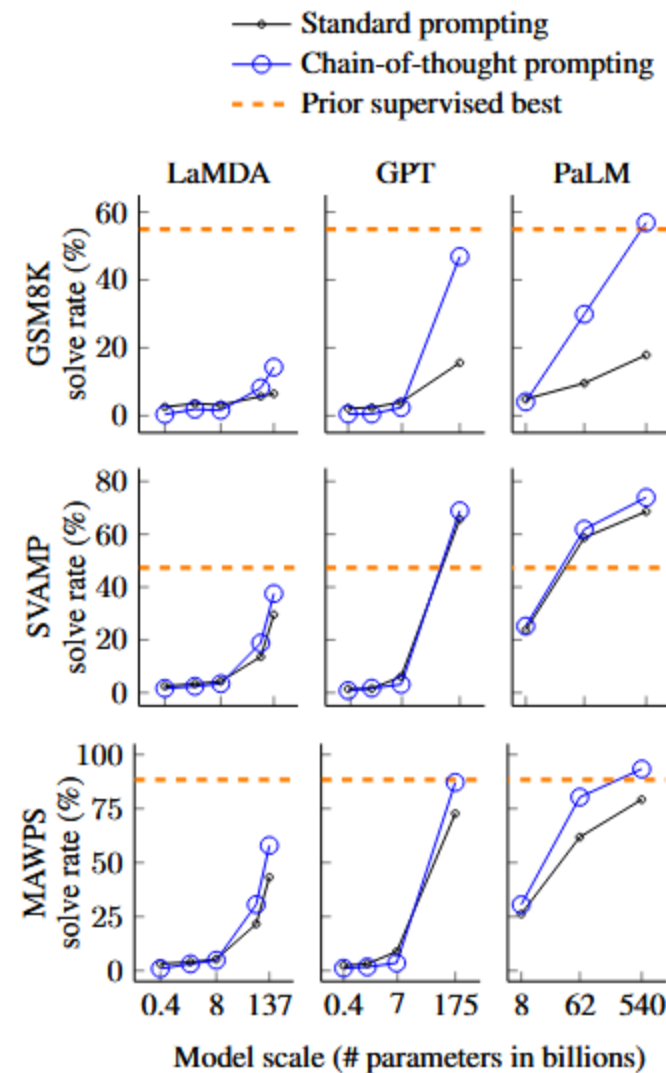 Standard prompting
Chain-of-thought prompting
Prior supervised best
LaMDA GPT PaLM
GSM8K
solve rate (%)
60
40
20
0
SVAMP
solve rate (%)
80
60
40
20
0
MAWPS
solve rate (%)
100
75
50
25
0
0.4 8 137 0.4 7 175 8 62 540
Model scale (# parameters in billions)